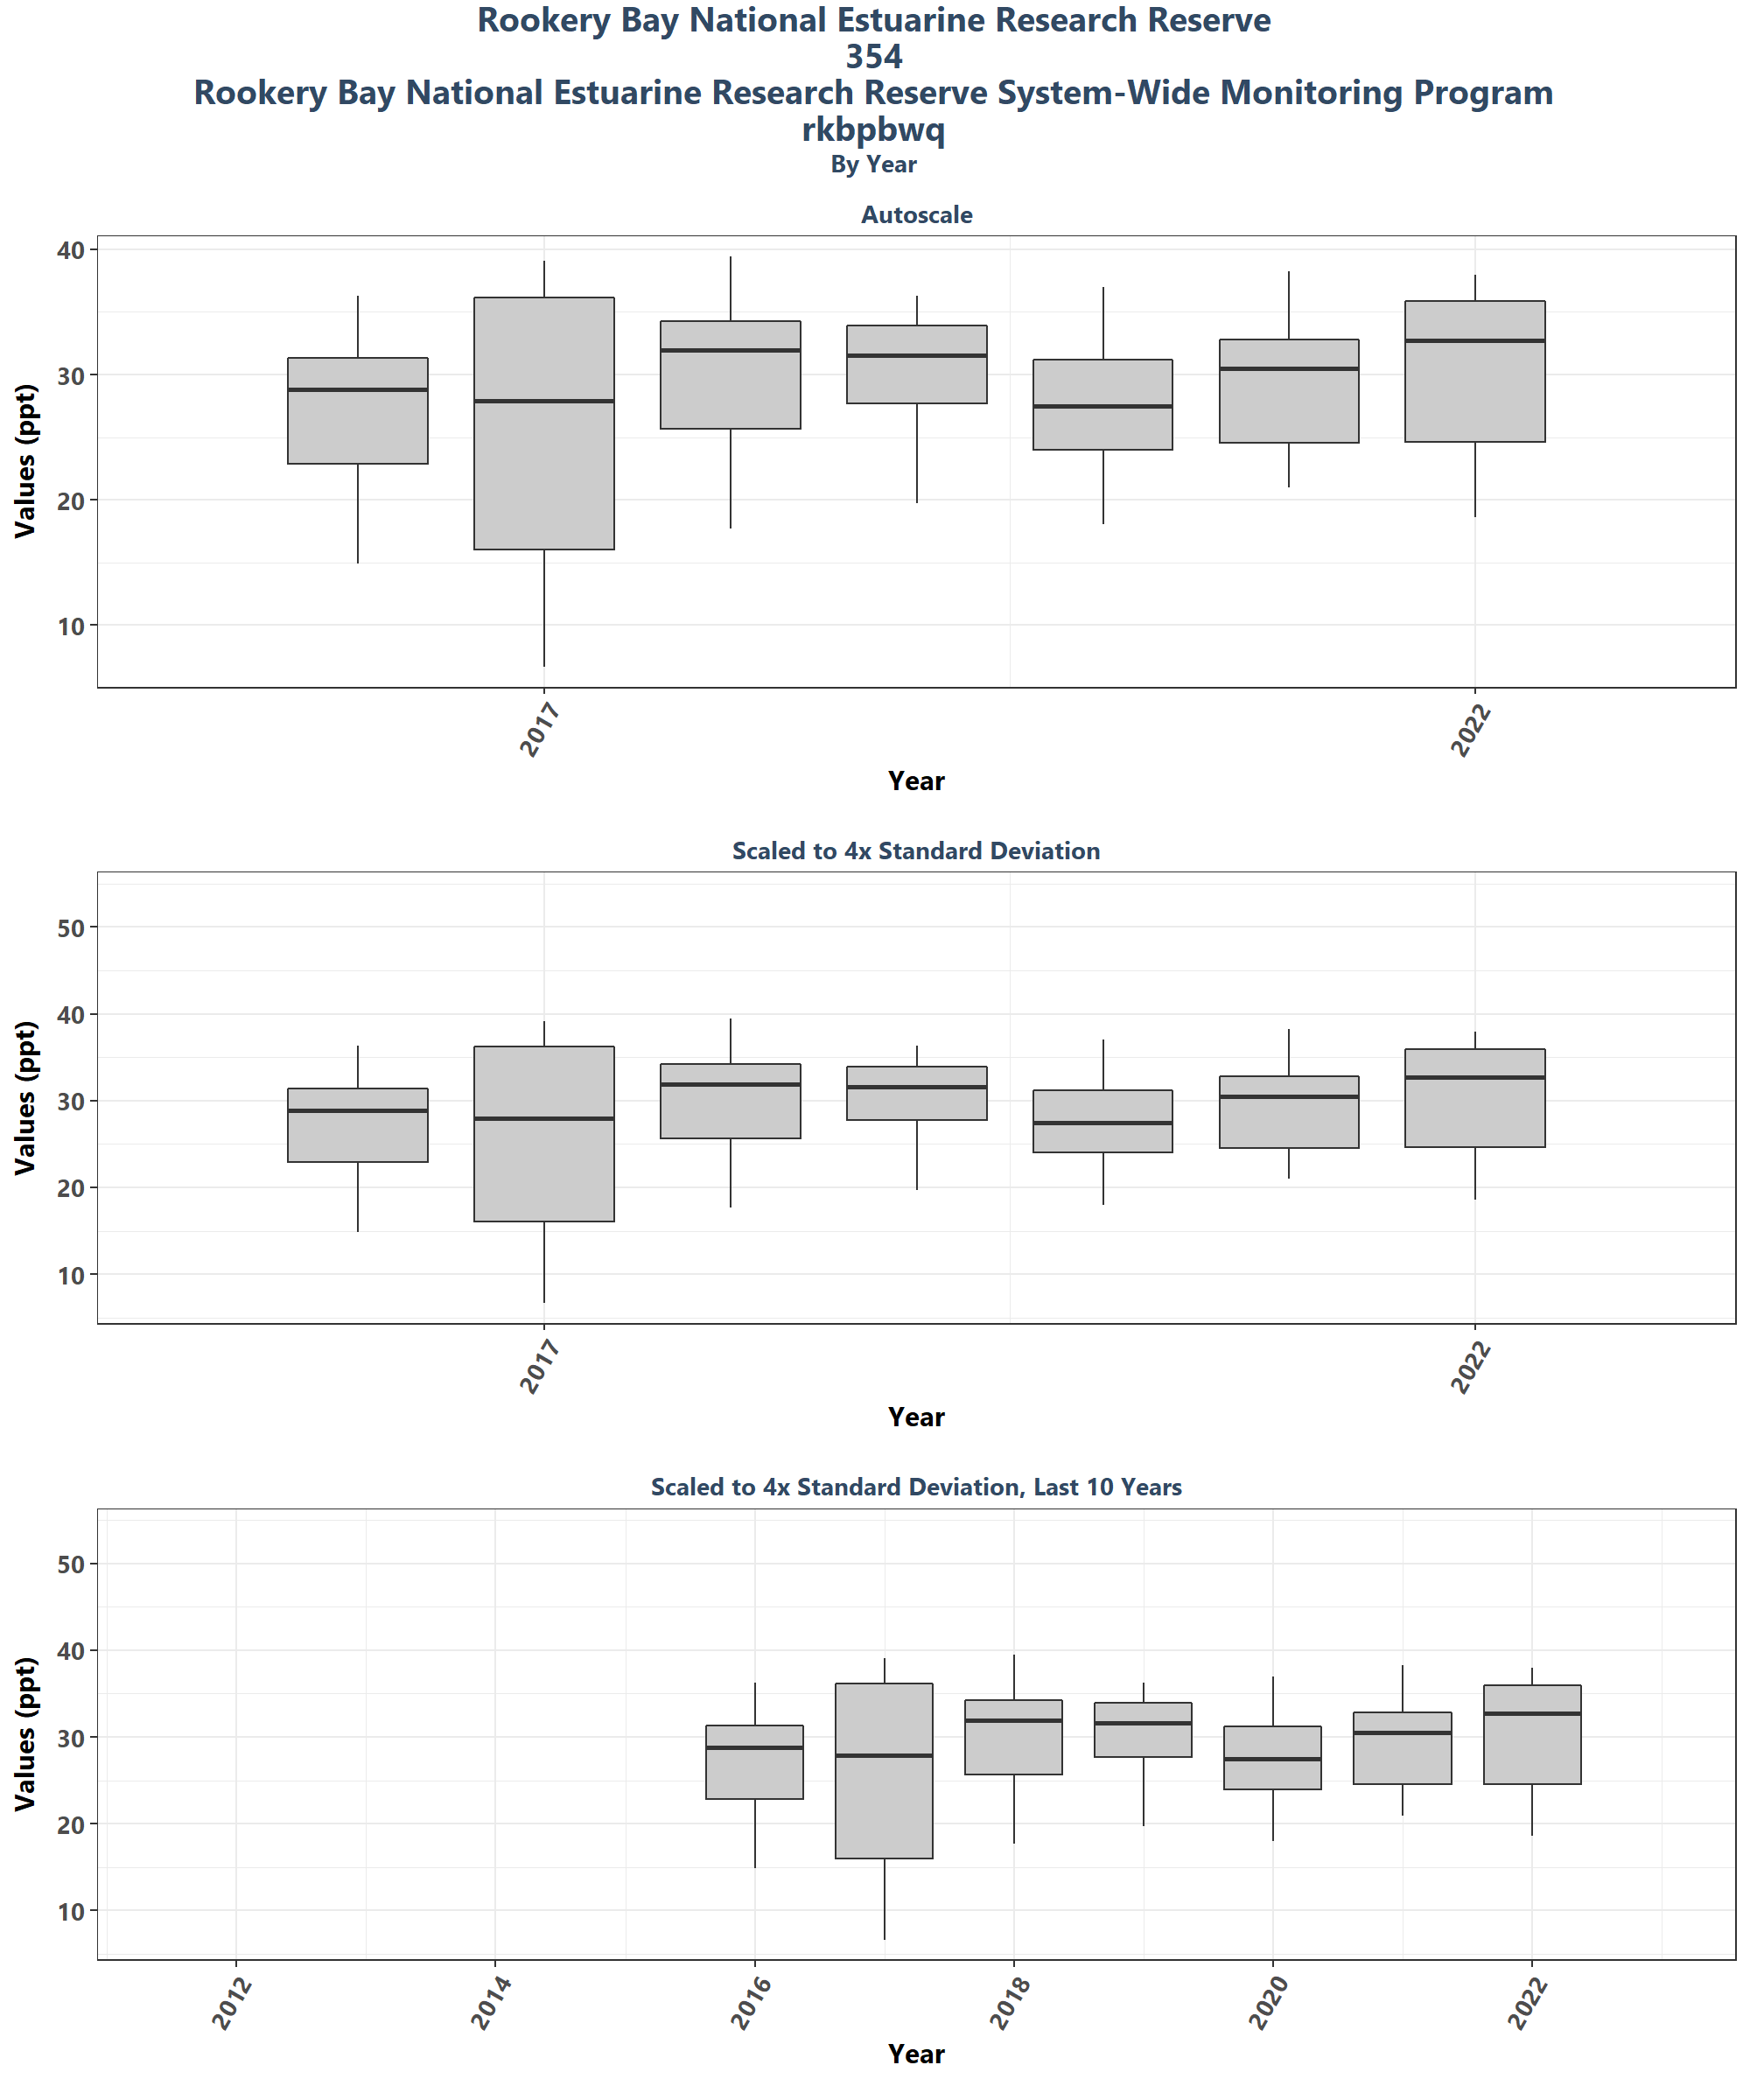 Rookery Bay National Estuarine Research Reserve
354
Rookery Bay National Estuarine Research Reserve System-Wide Monitoring Program
rkbpbwq
By Year
Autoscale
Values (ppt)
40
30
20
10
2017
2022
Year
Scaled to 4x Standard Deviation
Values (ppt)
50
40
30
20
10
2017
2022
Year
Scaled to 4x Standard Deviation, Last 10 Years
Values (ppt)
50
40
30
20
10
2012
2014
2016
2018
2020
2022
Year